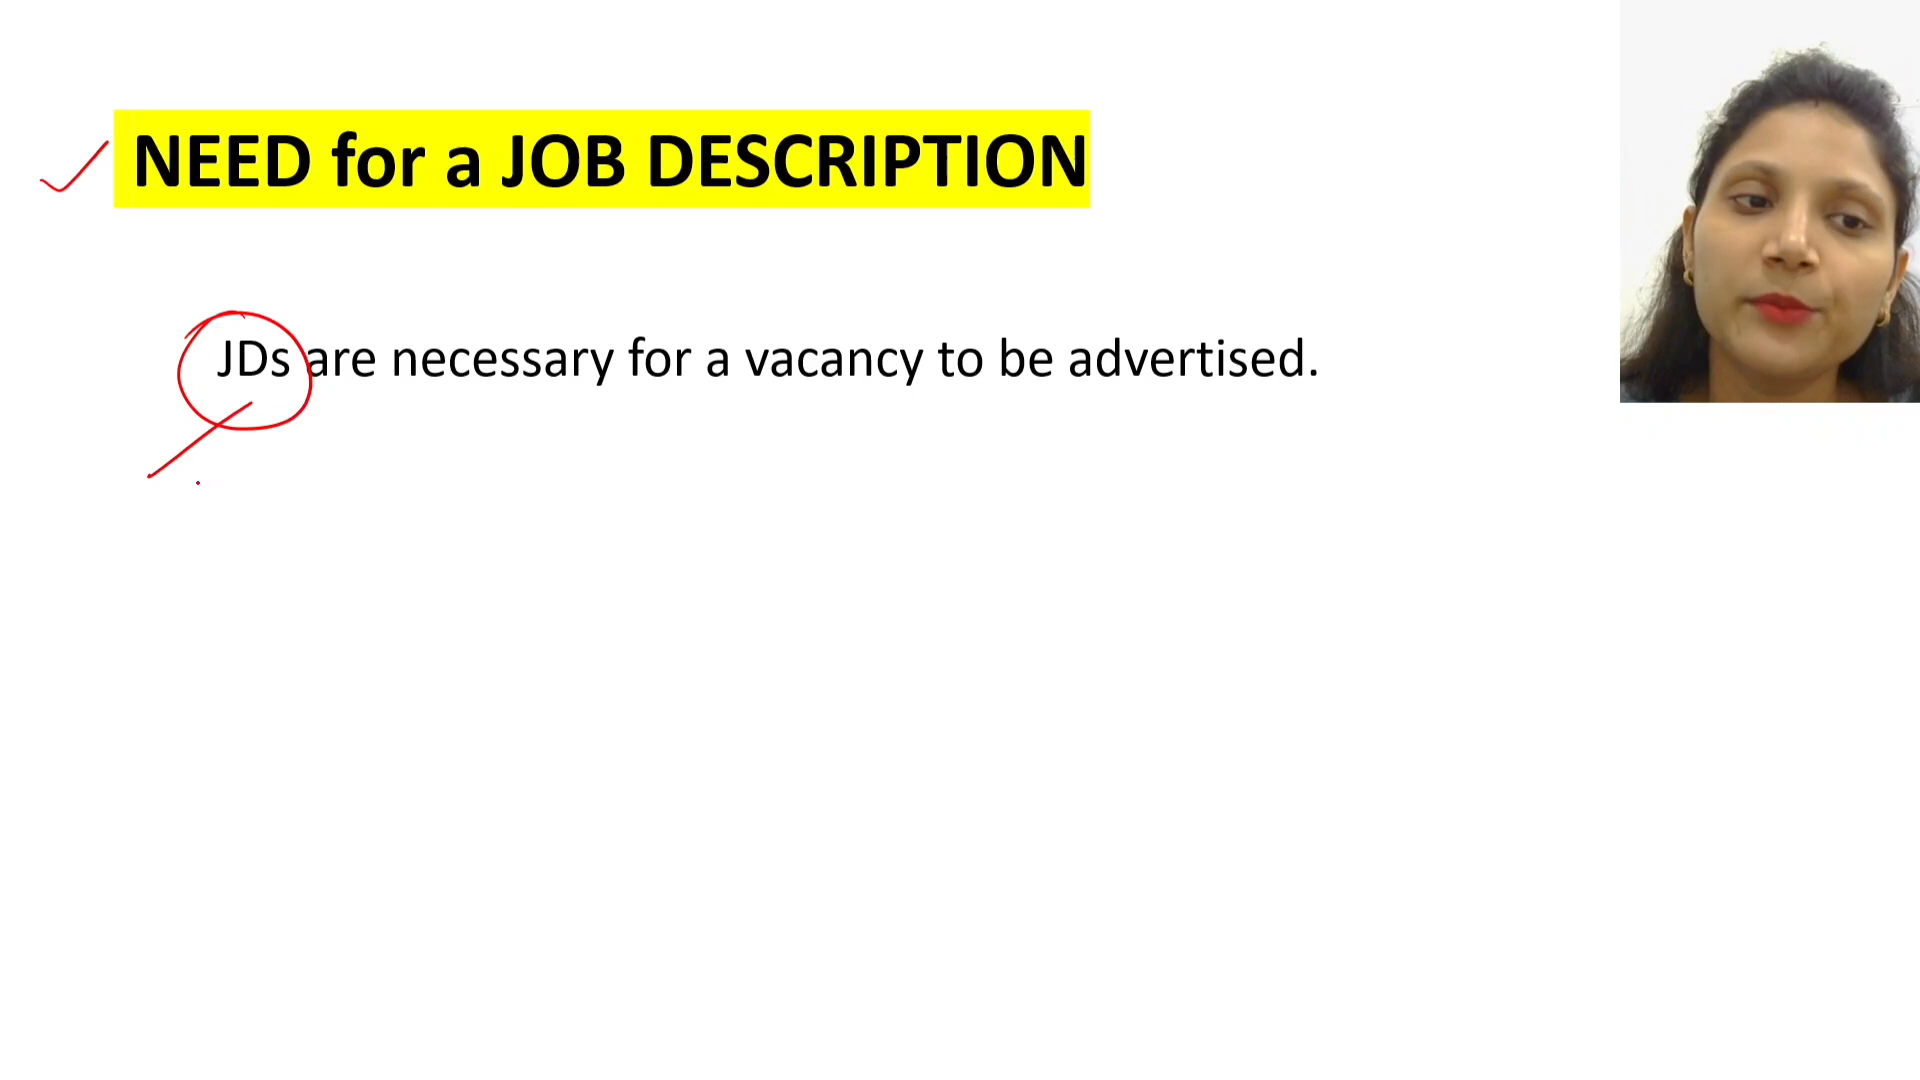 NEED for a JOB DESCRIPTION
JDs are necessary for a vacancy to be advertised.